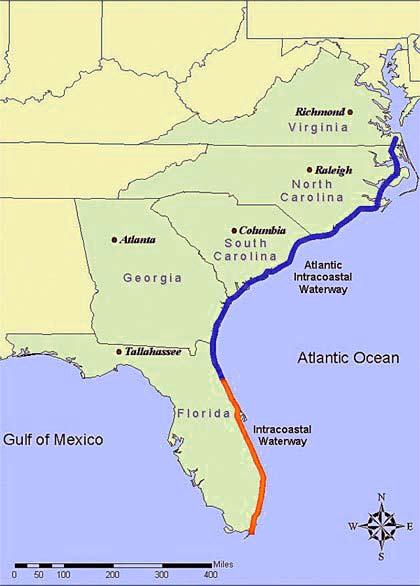 Richmond
Virginia
Raleigh
North
Carolina
Columbia
South
Carolina
Atlanta
Georgia
Atlantic
Intracoastal
Waterway
Tallahassee
Atlantic Ocean
Florida
Intracoastal
Waterway
Gulf of Mexico
N
W E
S
Miles
0 50 100 200 300 400